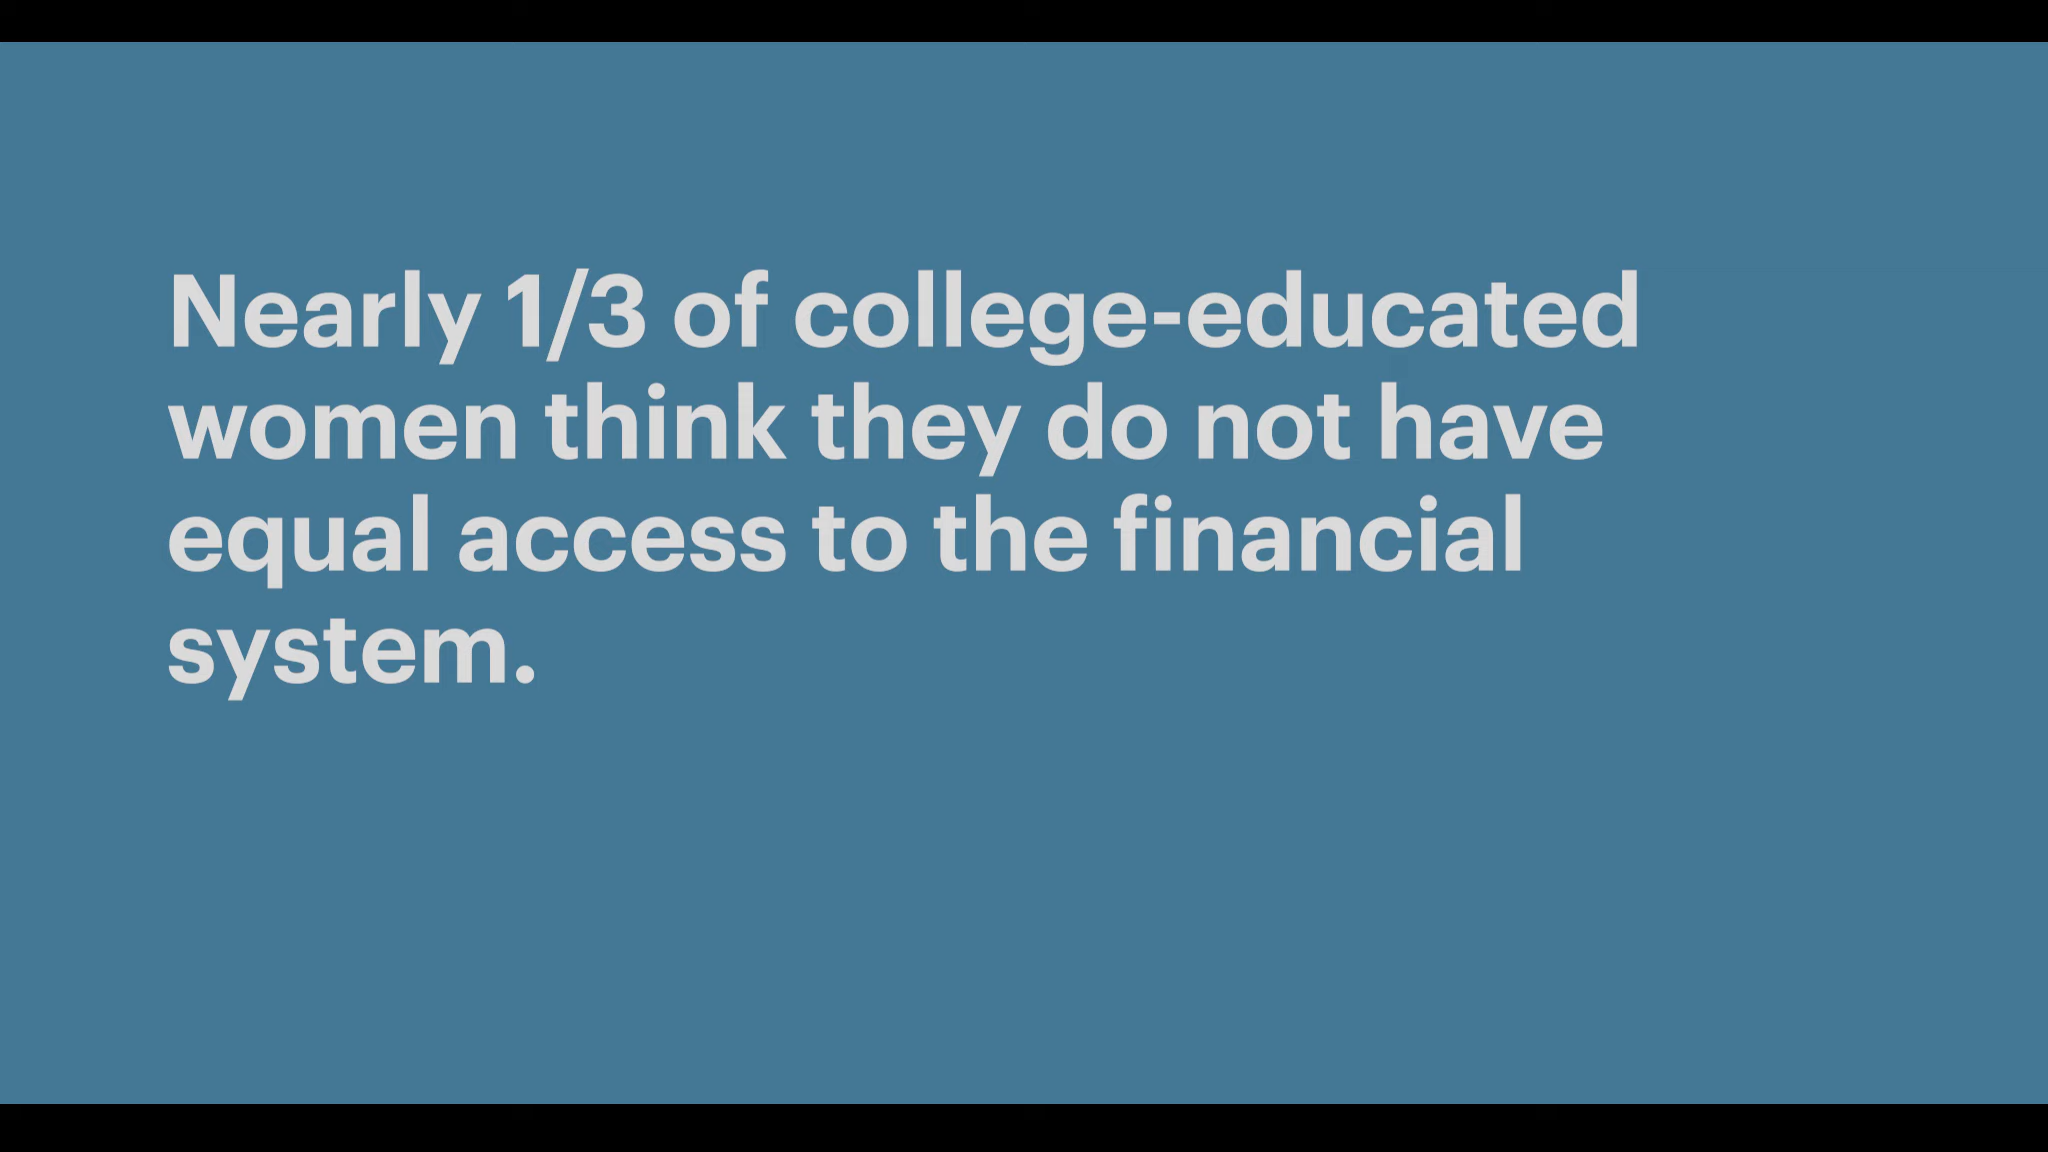 Nearly 1/3 of college-educated
women think they do not have
equal access to the financial
system.